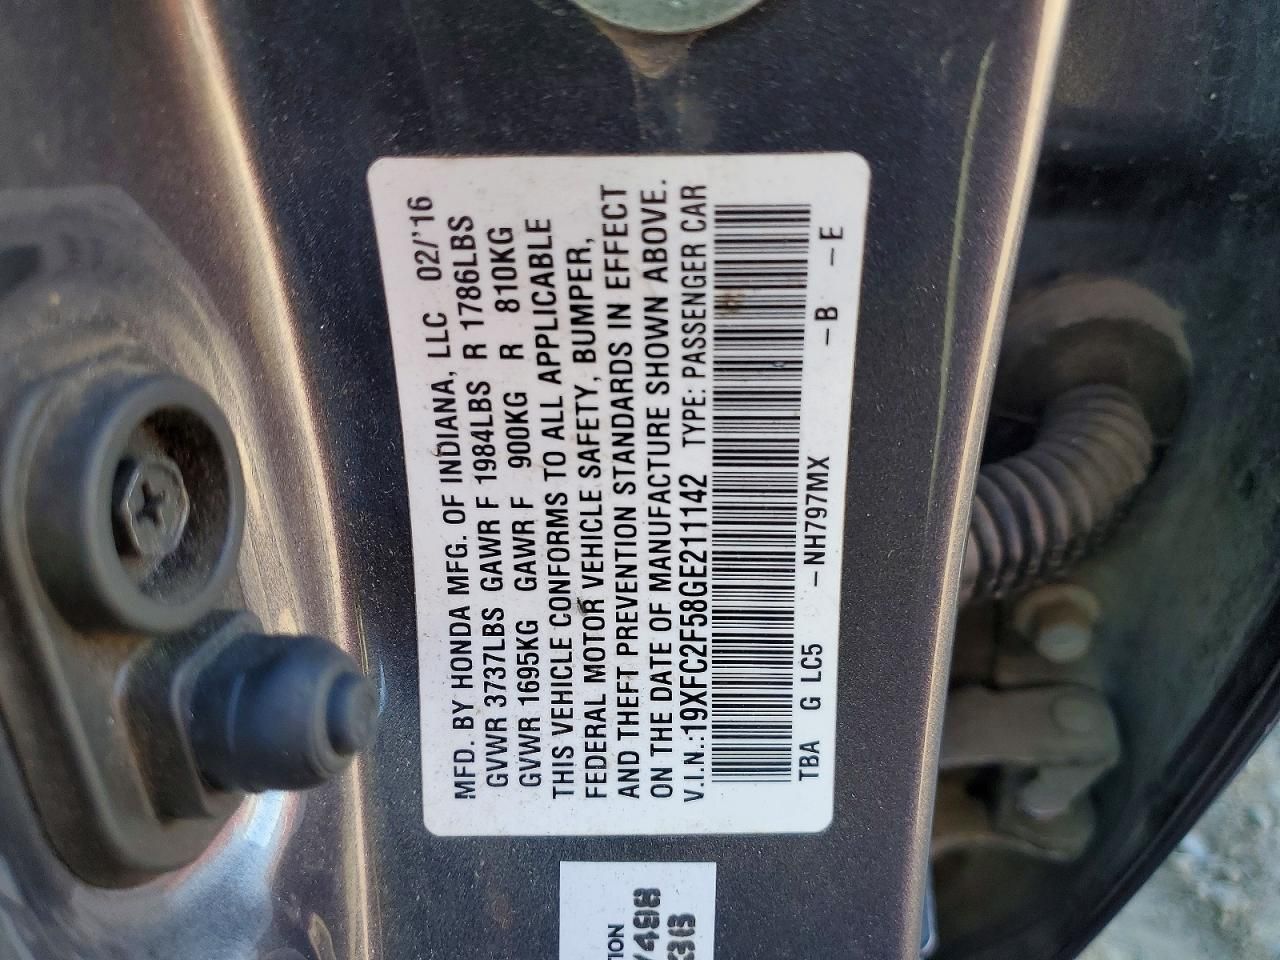 MFD. BY HONDA MFG. OF INDIANA, LLC 02/'16
GVWR 3737LBS GAWR F 1984LBS R 1786LBS
GVWR 1695KG GAWR F 900KG R 810KG
THIS VEHICLE CONFORMS TO ALL APPLICABLE
FEDERAL MOTOR VEHICLE SAFETY, BUMPER,
AND THEFT PREVENTION STANDARDS IN EFFECT
ON THE DATE OF MANUFACTURE SHOWN ABOVE.
V.I.N.:19XFC2F58GE211142 TYPE: PASSENGER CAR
TBA G LC5 -NH797MX -B -E